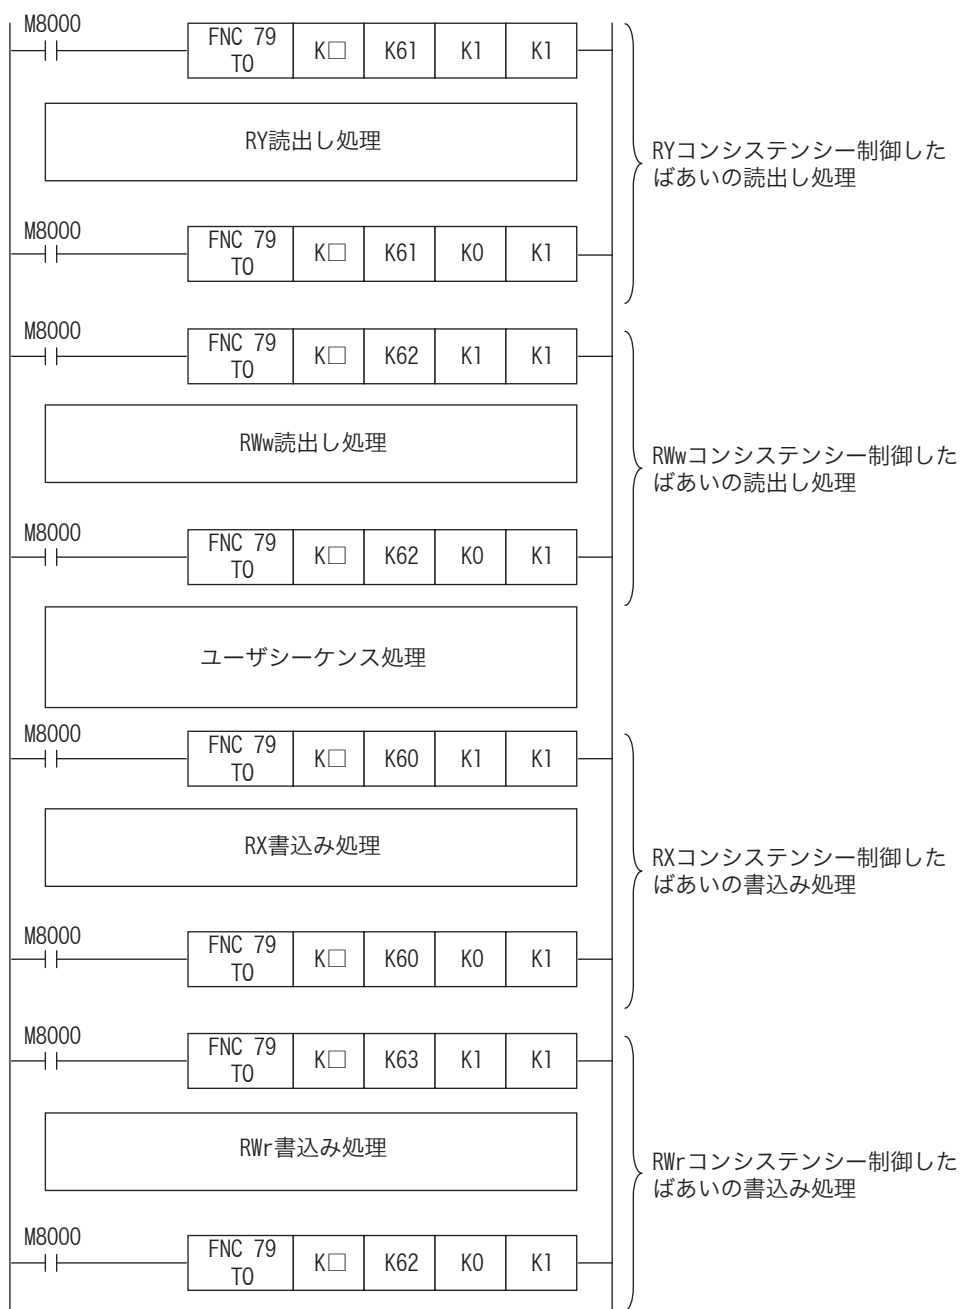 M8000
FNC 79 TO K□ K61 K1 K1
RY読出し処理
RYコンシステンシー制御した
ばあいの読出し処理
M8000
FNC 79 TO K□ K61 K0 K1
M8000
FNC 79 TO K□ K62 K1 K1
RWw読出し処理
RWwコンシステンシー制御した
ばあいの読出し処理
M8000
FNC 79 TO K□ K62 K0 K1
ユーザシーケンス処理
M8000
FNC 79 TO K□ K60 K1 K1
RX書込み処理
RXコンシステンシー制御した
ばあいの書込み処理
M8000
FNC 79 TO K□ K60 K0 K1
M8000
FNC 79 TO K□ K63 K1 K1
RWr書込み処理
RWrコンシステンシー制御した
ばあいの書込み処理
M8000
FNC 79 TO K□ K62 K0 K1